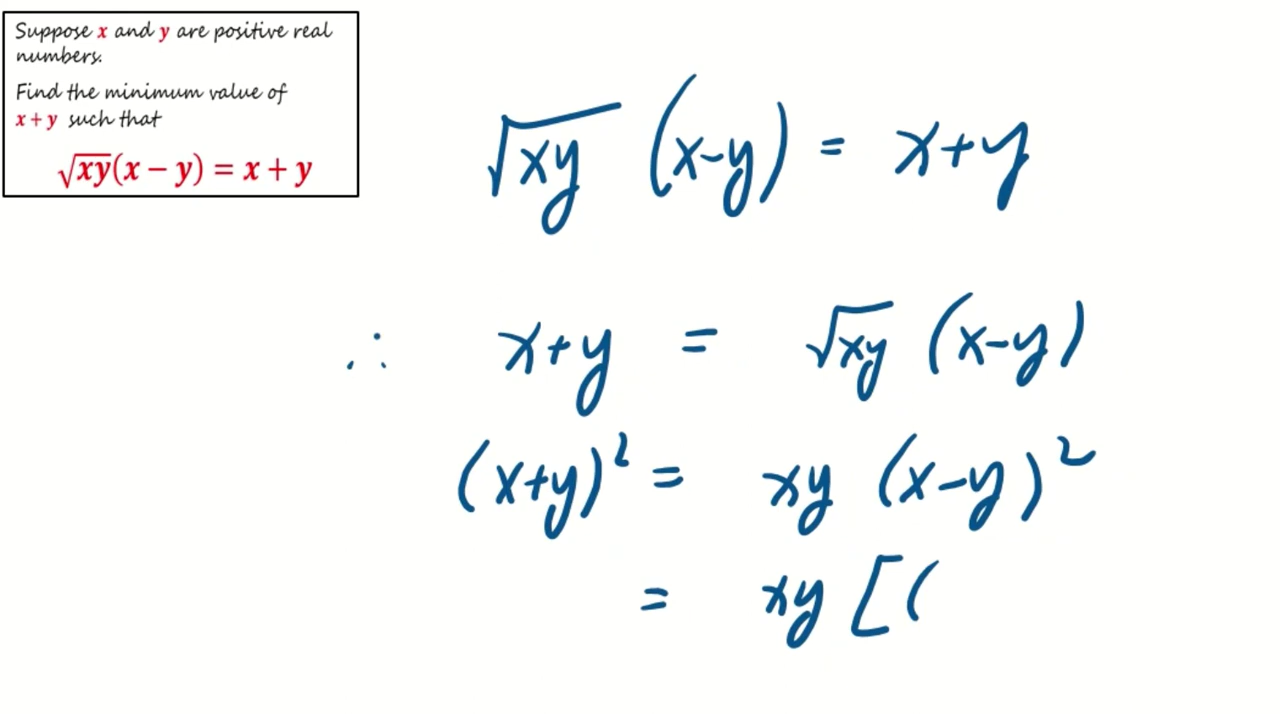 Suppose x and y are positive real
numbers.
Find the minimum value of
x + y such that
√xy(x − y) = x + y
√xy (x-y) = x+y
∴ x+y = √xy (x-y)
(x+y)² = xy (x-y)²
= xy [(